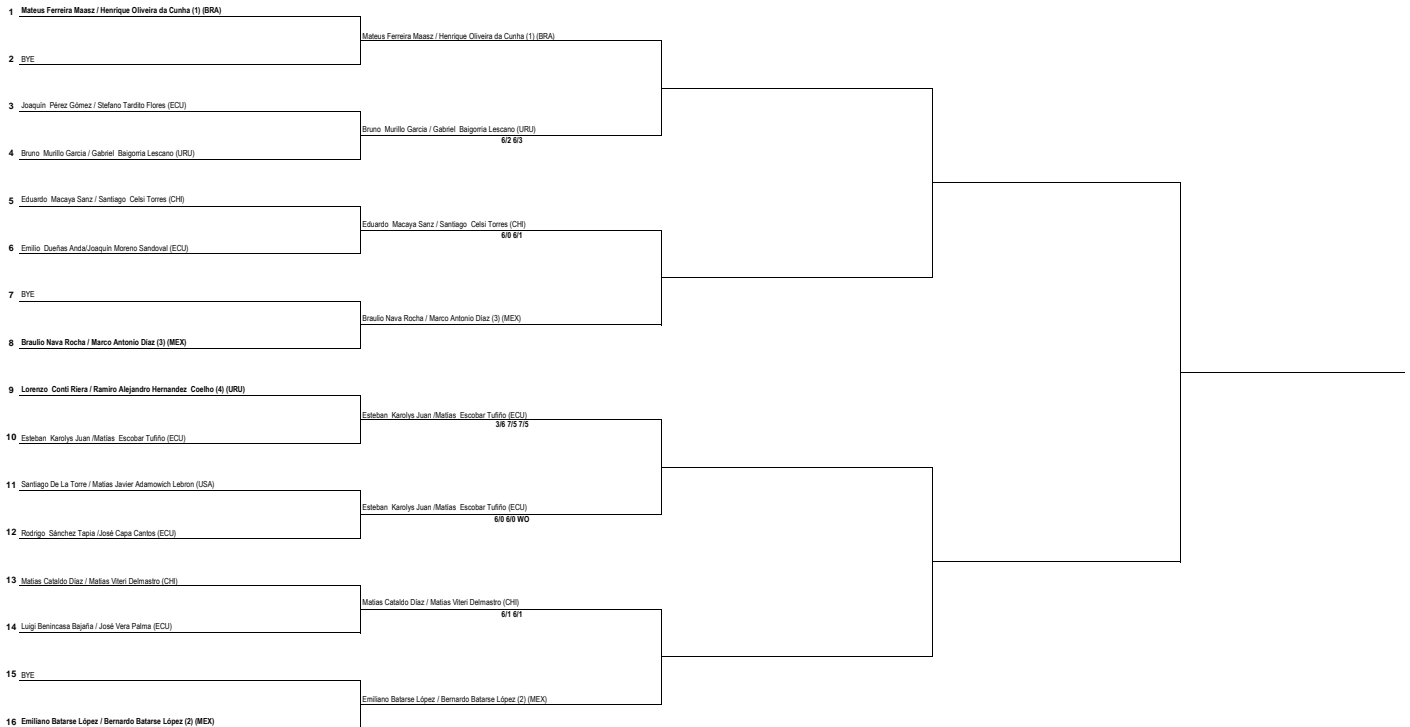 1 Mateus Ferreira Maasz / Henrique Oliveira da Cunha (1) (BRA)
Mateus Ferreira Maasz / Henrique Oliveira da Cunha (1) (BRA)
2 BYE
3 Joaquín Pérez Gómez / Stefano Tardito Flores (ECU)
Bruno Murillo Garcia / Gabriel Baigorria Lescano (URU)
6/2 6/3
4 Bruno Murillo Garcia / Gabriel Baigorria Lescano (URU)
5 Eduardo Macaya Sanz / Santiago Celsi Torres (CHI)
Eduardo Macaya Sanz / Santiago Celsi Torres (CHI)
6/0 6/1
6 Emilio Dueñas Anda/Joaquín Moreno Sandoval (ECU)
7 BYE
Braulio Nava Rocha / Marco Antonio Díaz (3) (MEX)
8 Braulio Nava Rocha / Marco Antonio Díaz (3) (MEX)
9 Lorenzo Conti Riera / Ramiro Alejandro Hernandez Coelho (4) (URU)
Esteban Karolys Juan /Matías Escobar Tufiño (ECU)
3/6 7/5 7/5
10 Esteban Karolys Juan /Matías Escobar Tufiño (ECU)
11 Santiago De La Torre / Matias Javier Adamowich Lebron (USA)
Esteban Karolys Juan /Matías Escobar Tufiño (ECU)
6/0 6/0 WO
12 Rodrigo Sánchez Tapia /José Capa Cantos (ECU)
13 Matias Cataldo Díaz / Matias Viteri Delmastro (CHI)
Matias Cataldo Díaz / Matias Viteri Delmastro (CHI)
6/1 6/1
14 Luigi Benincasa Bajaña / José Vera Palma (ECU)
15 BYE
Emiliano Batarse López / Bernardo Batarse López (2) (MEX)
16 Emiliano Batarse López / Bernardo Batarse López (2) (MEX)